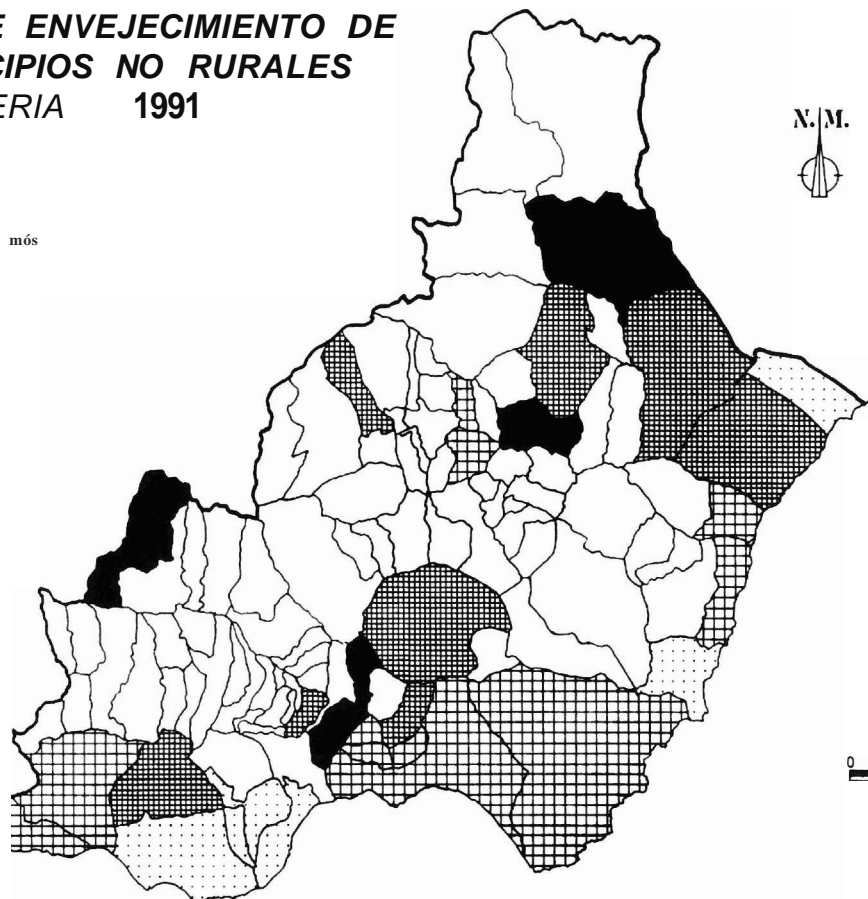 E ENVEJECIMIENTO DE
CIPIOS NO RURALES
ERIA 1991
N. M.
mós
0